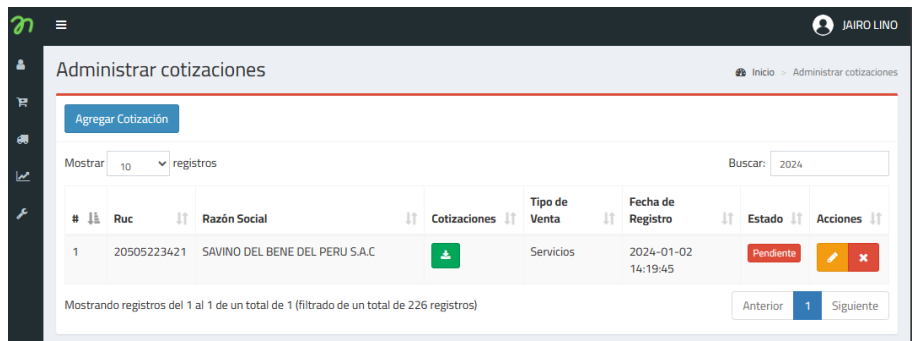 JAIRO LINO
Administrar cotizaciones
Inicio > Administrar cotizaciones
Agregar Cotización
Mostrar 10 registros
Buscar: 2024
# Ruc Razón Social Cotizaciones Tipo de Venta Fecha de Registro Estado Acciones
1 20505223421 SAVINO DEL BENE DEL PERU S.A.C Servicios 2024-01-02 14:19:45 Pendiente
Mostrando registros del 1 al 1 de un total de 1 (filtrado de un total de 226 registros)
Anterior 1 Siguiente